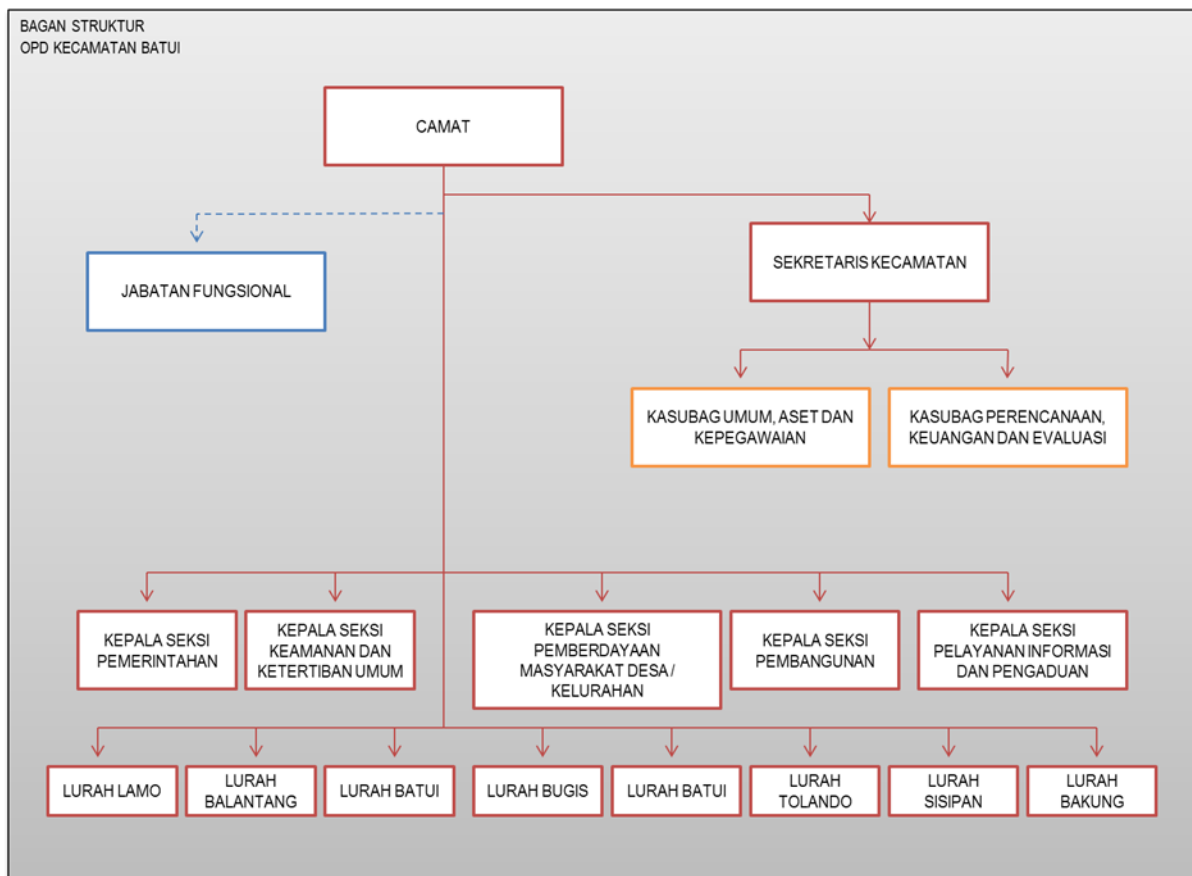 BAGAN STRUKTUR
OPD KECAMATAN BATUI
CAMAT
JABATAN FUNGSIONAL
SEKRETARIS KECAMATAN
KASUBAG UMUM, ASET DAN
KEPEGAWAIAN
KASUBAG PERENCANAAN,
KEUANGAN DAN EVALUASI
KEPALA SEKSI
PEMERINTAHAN
KEPALA SEKSI
KEAMANAN DAN
KETERTIBAN UMUM
KEPALA SEKSI
PEMBERDAYAAN
MASYARAKAT DESA /
KELURAHAN
KEPALA SEKSI
PEMBANGUNAN
KEPALA SEKSI
PELAYANAN INFORMASI
DAN PENGADUAN
LURAH LAMO
LURAH
BALANTANG
LURAH BATUI
LURAH BUGIS
LURAH BATUI
LURAH
TOLANDO
LURAH
SISIPAN
LURAH
BAKUNG